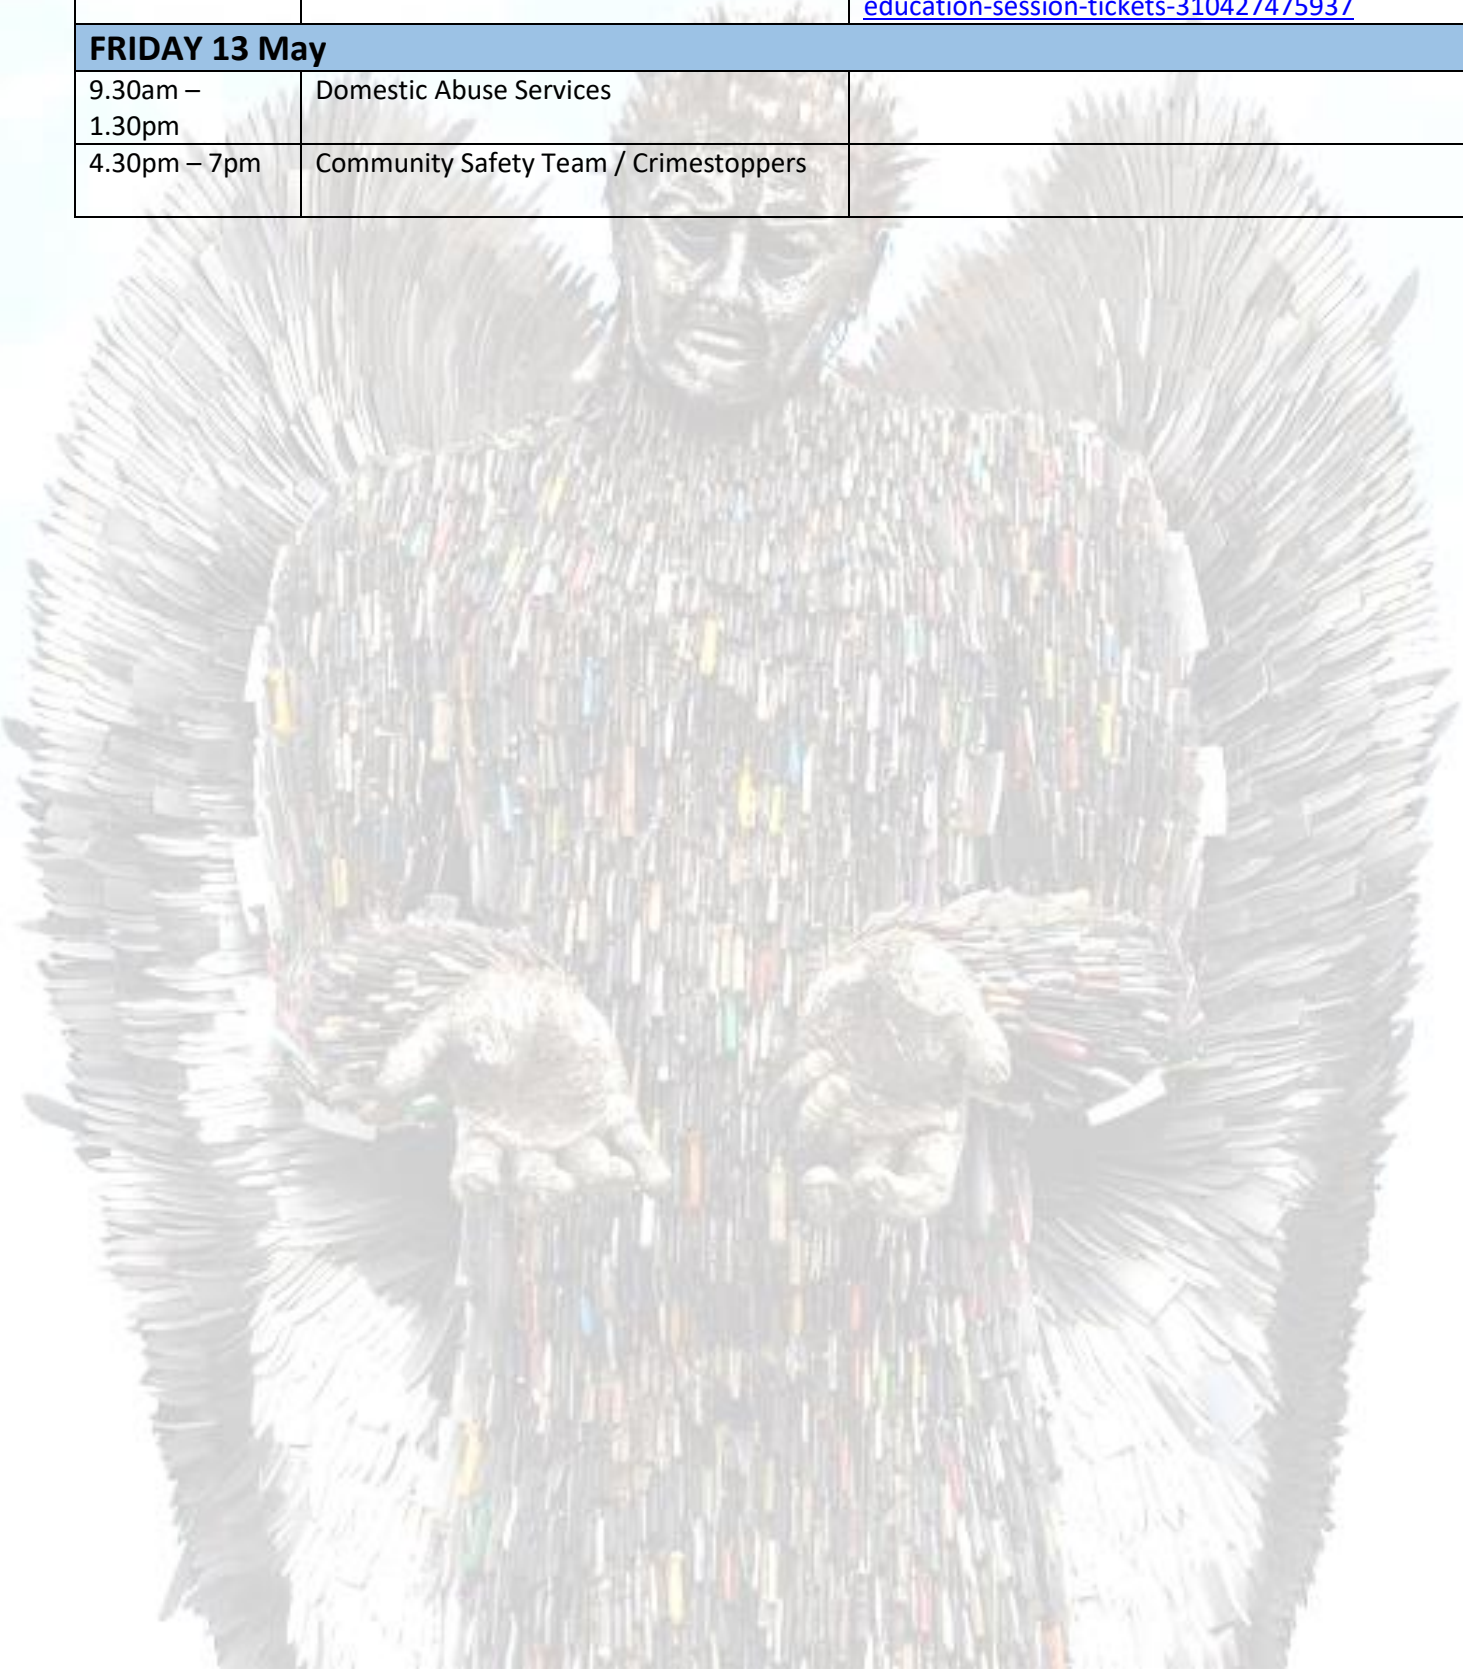 education-session-tickets-310427475937
FRIDAY 13 May
9.30am –
1.30pm
Domestic Abuse Services
4.30pm – 7pm
Community Safety Team / Crimestoppers